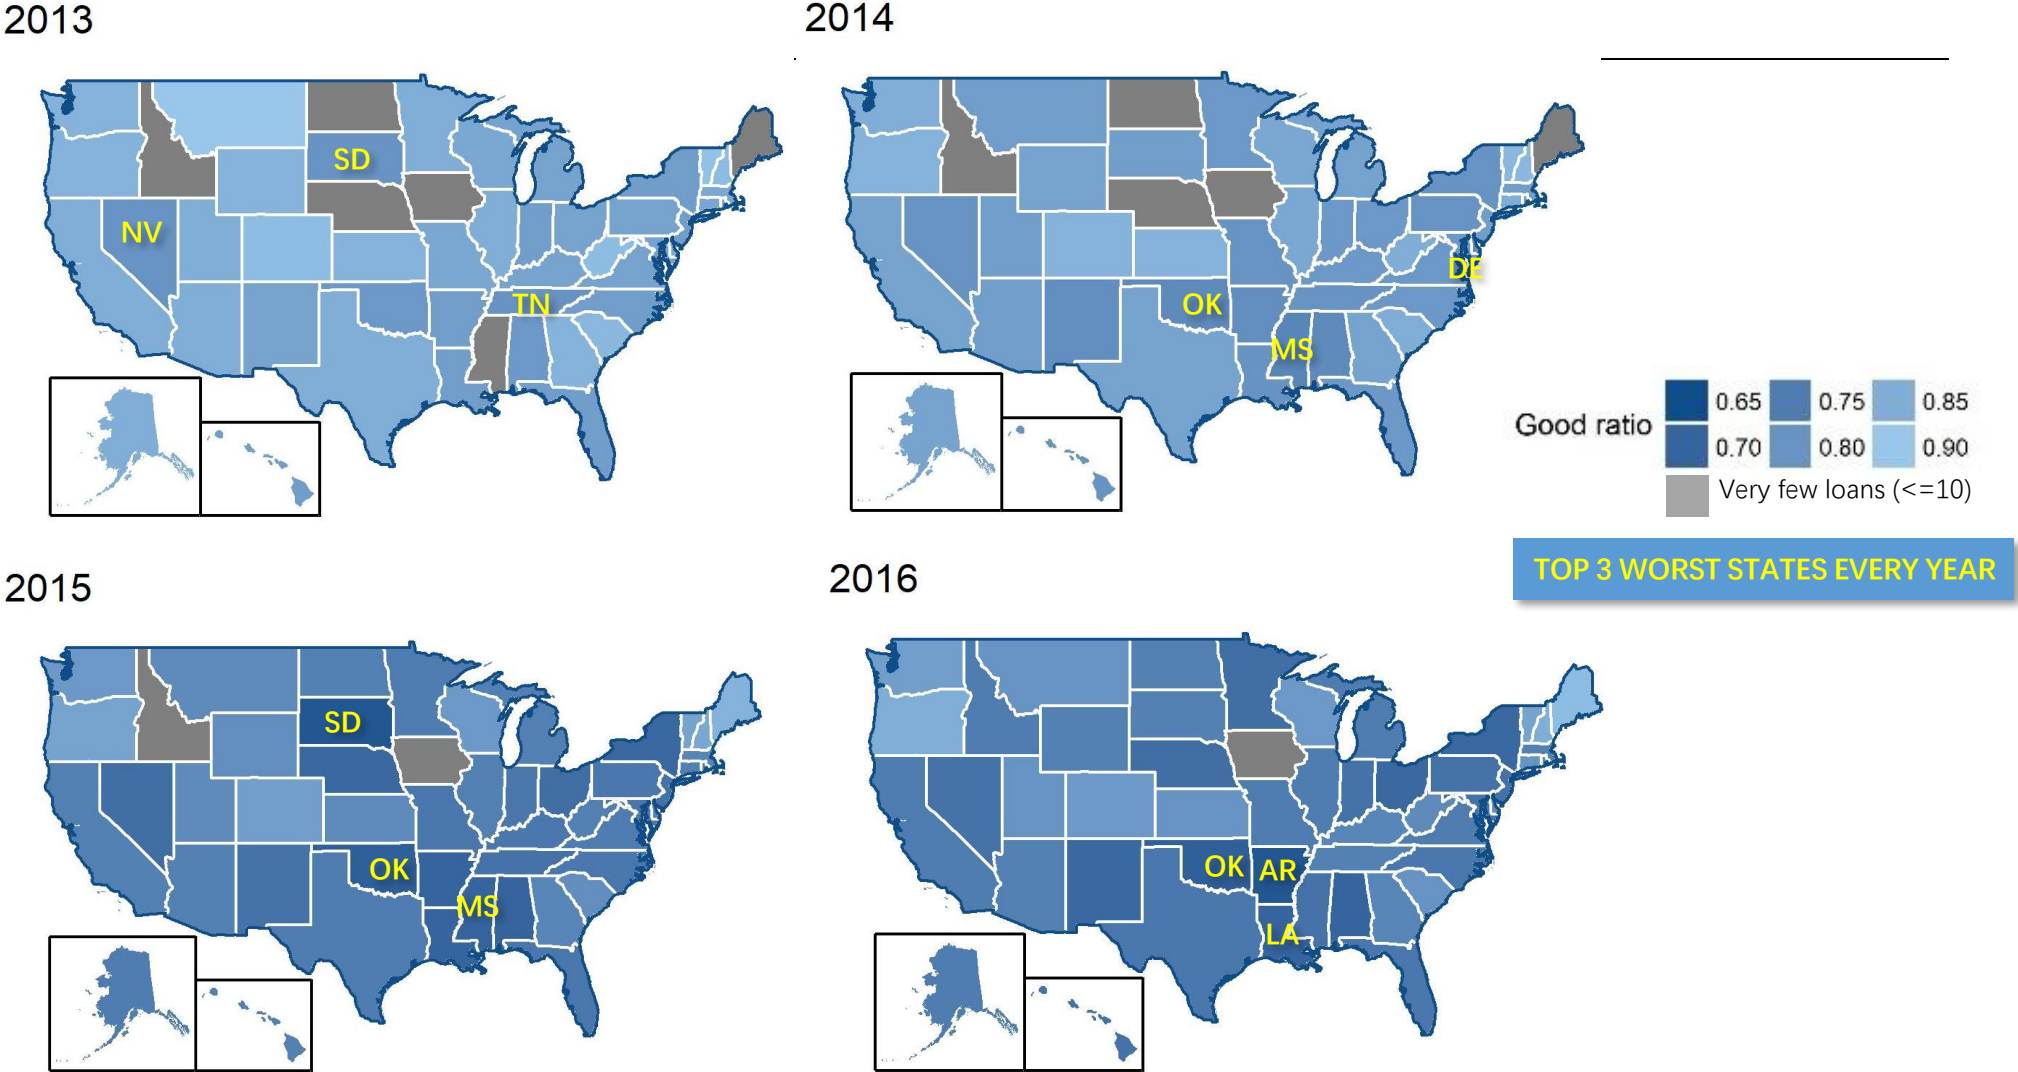 2013
2014
SD
NV
TN
DE
OK
MS
Good ratio
0.65
0.75
0.85
0.70
0.80
0.90
Very few loans (<=10)
TOP 3 WORST STATES EVERY YEAR
2015
2016
SD
OK
MS
OK
AR
LA